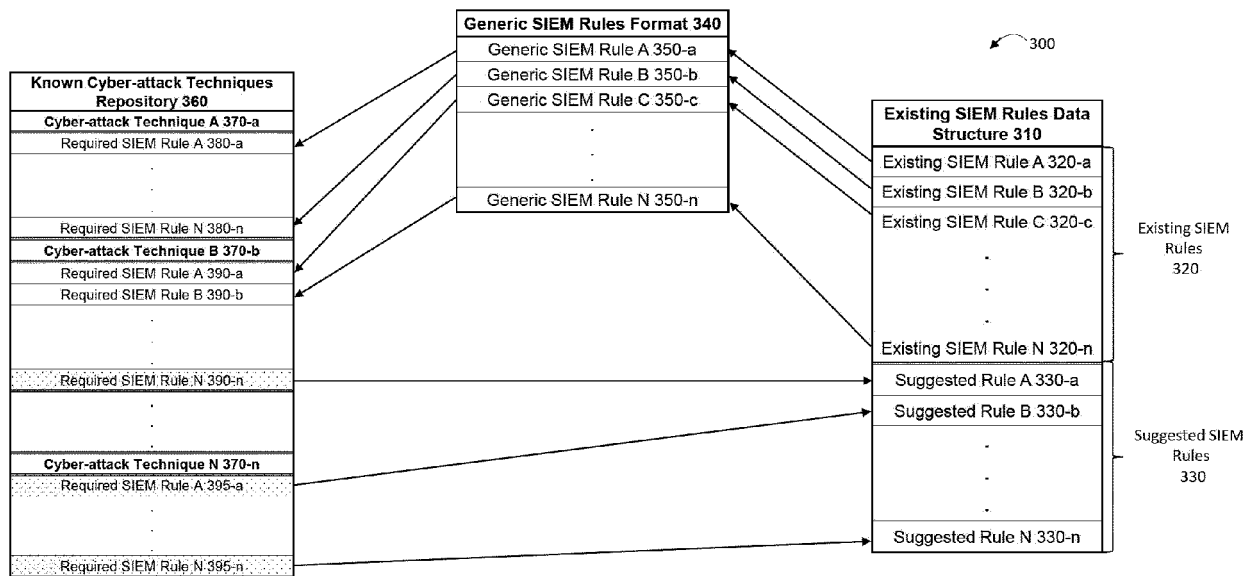 Generic SIEM Rules Format 340
Generic SIEM Rule A 350-a
Generic SIEM Rule B 350-b
Generic SIEM Rule C 350-c
.
.
.
Generic SIEM Rule N 350-n
300
Known Cyber-attack Techniques
Repository 360
Cyber-attack Technique A 370-a
Required SIEM Rule A 380-a
.
.
.
Required SIEM Rule N 380-n
Cyber-attack Technique B 370-b
Required SIEM Rule A 390-a
Required SIEM Rule B 390-b
.
.
.
Required SIEM Rule N 390-n
.
.
.
Cyber-attack Technique N 370-n
Required SIEM Rule A 395-a
.
.
.
Required SIEM Rule N 395-n
Existing SIEM Rules Data
Structure 310
Existing SIEM Rule A 320-a
Existing SIEM Rule B 320-b
Existing SIEM Rule C 320-c
.
.
.
Existing SIEM Rule N 320-n
Suggested Rule A 330-a
Suggested Rule B 330-b
.
.
.
Suggested Rule N 330-n
Existing SIEM
Rules
320
Suggested SIEM
Rules
330